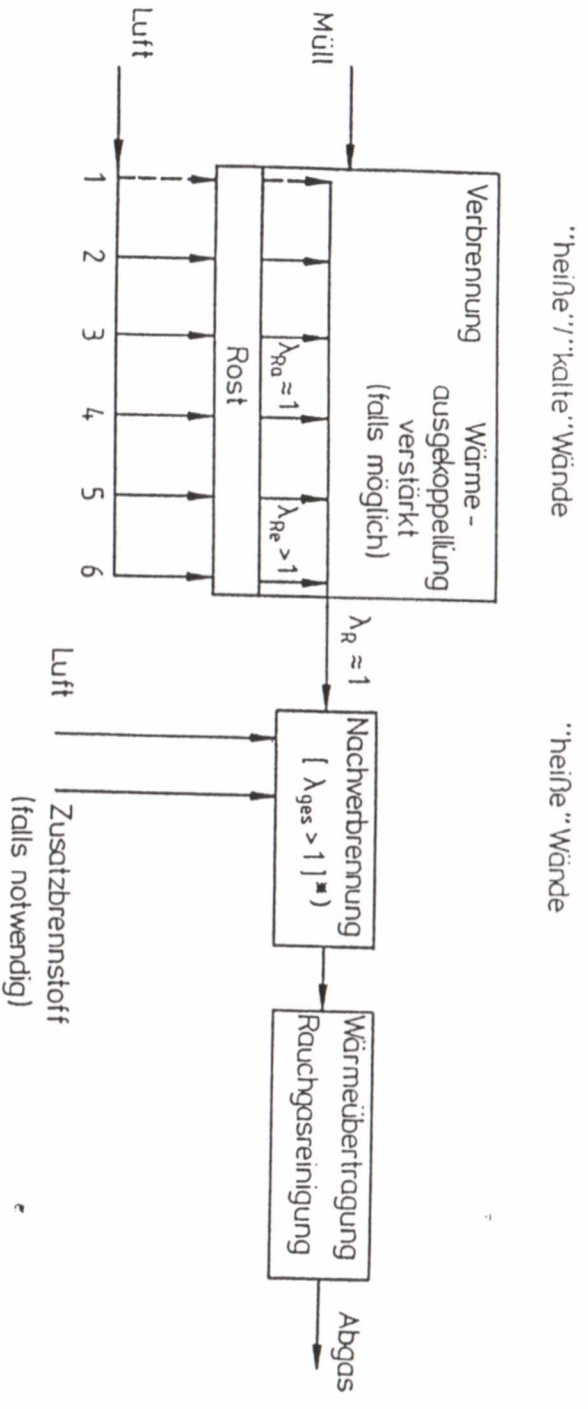 "heiße"/"kalte" Wände
"heiße" Wände
Müll
Verbrennung
Wärme-
ausgekoppellung
verstärkt
(falls möglich)
λRa ≈ 1
λRe > 1
Rost
Luft
1 2 3 4 5 6
λR ≈ 1
Nachverbrennung
[ λges > 1 ]*)
Luft
Zusatzbrennstoff
(falls notwendig)
Wärmeübertragung
Rauchgasreinigung
Abgas